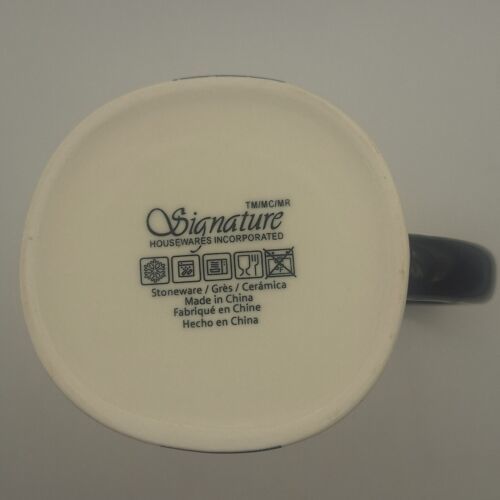 TM/MC/MR
Signature
HOUSEWARES INCORPORATED
Stoneware / Grès / Cerámica
Made in China
Fabriqué en Chine
Hecho en China